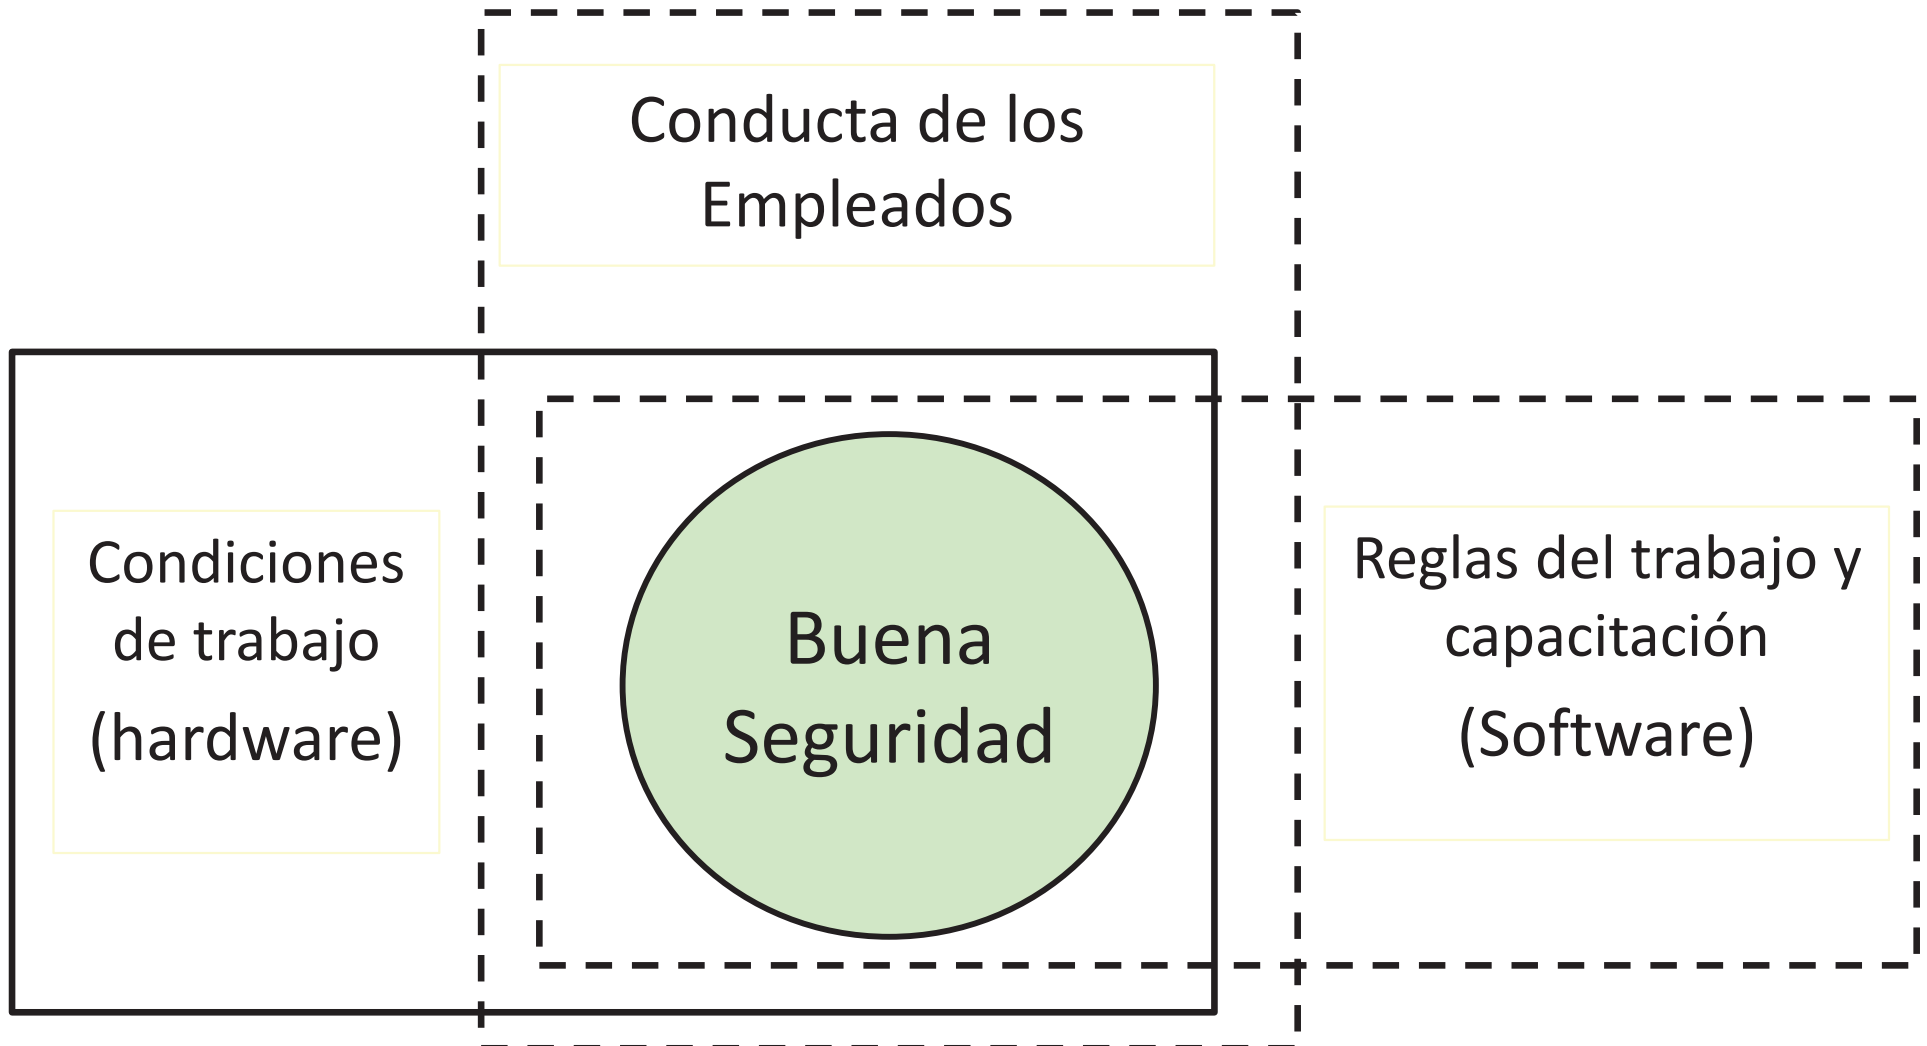 Conducta de los
Empleados
Condiciones
de trabajo
(hardware)
Buena
Seguridad
Reglas del trabajo y
capacitación
(Software)